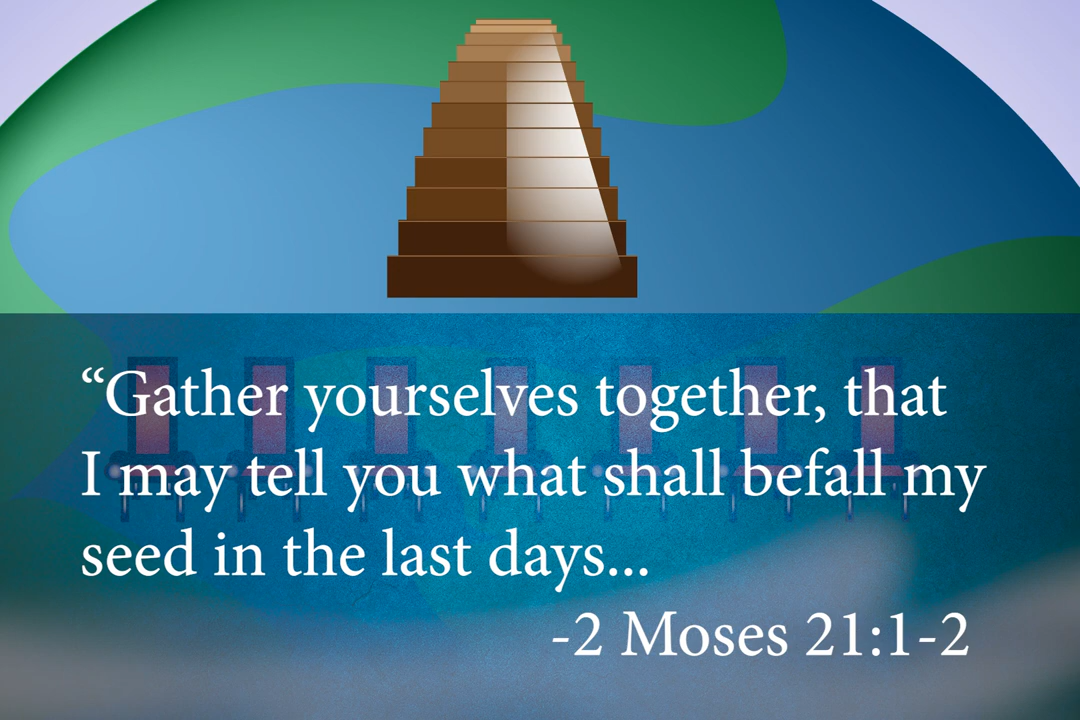 “Gather yourselves together, that
I may tell you what shall befall my
seed in the last days...
-2 Moses 21:1-2